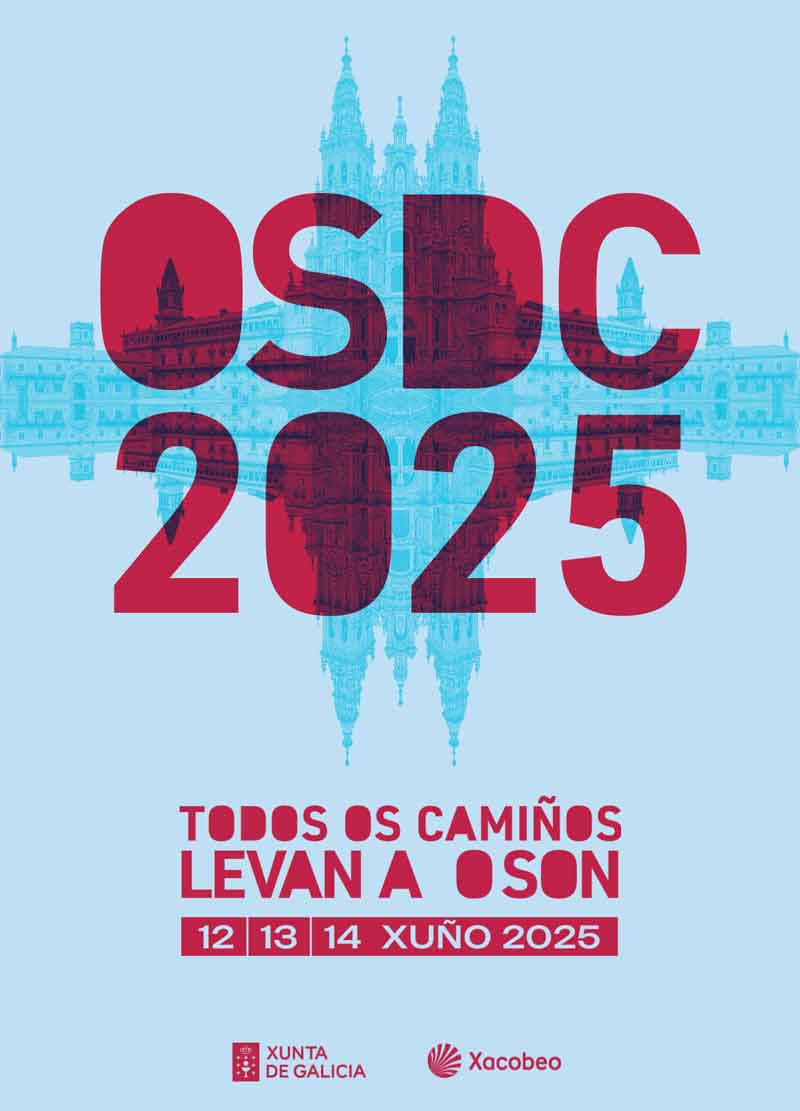 OSDC
2025
TODOS OS CAMIÑOS
LEVAN A O SON
12 13 14 XUÑO 2025
XUNTA
DE GALICIA
Xacobeo